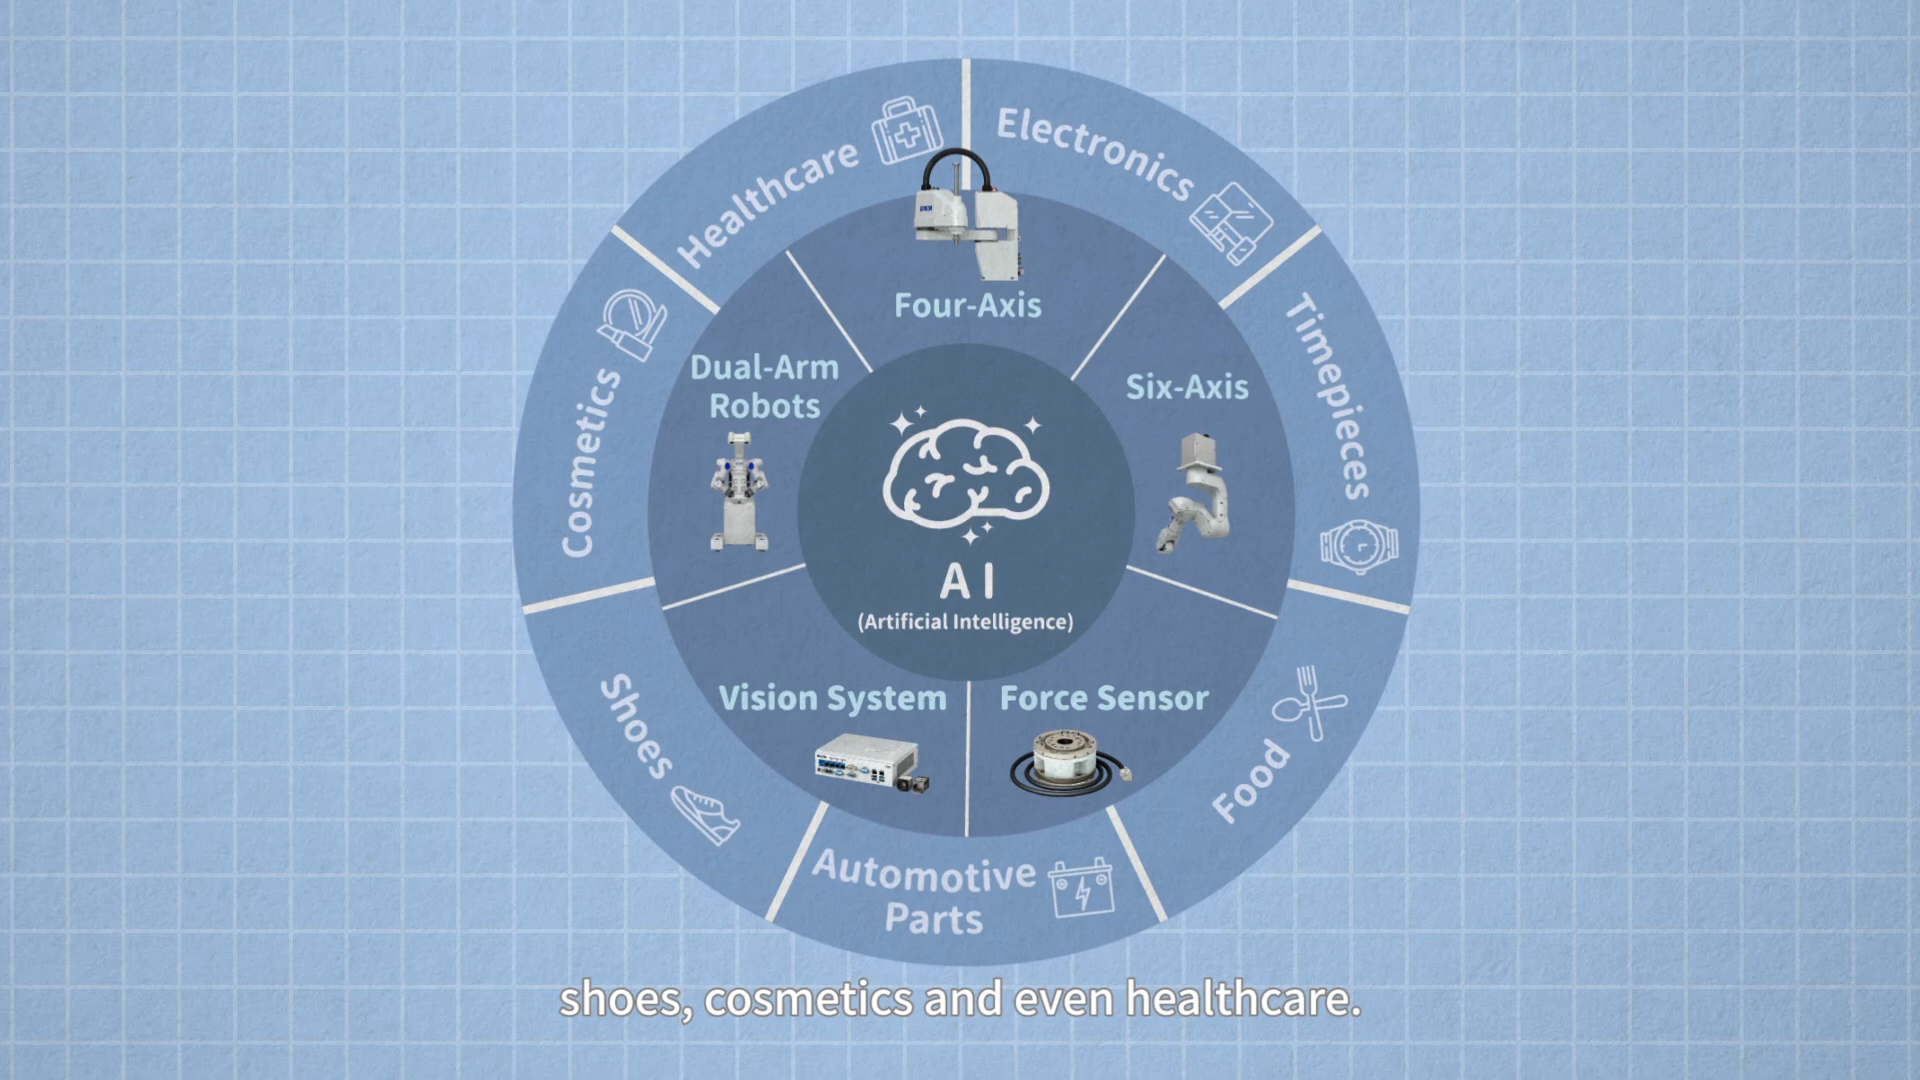 Healthcare
Electronics
Four-Axis
Timepieces
Dual-Arm
Robots
Six-Axis
Cosmetics
AI
(Artificial Intelligence)
Vision System
Force Sensor
Shoes
Food
Automotive
Parts
shoes, cosmetics and even healthcare.